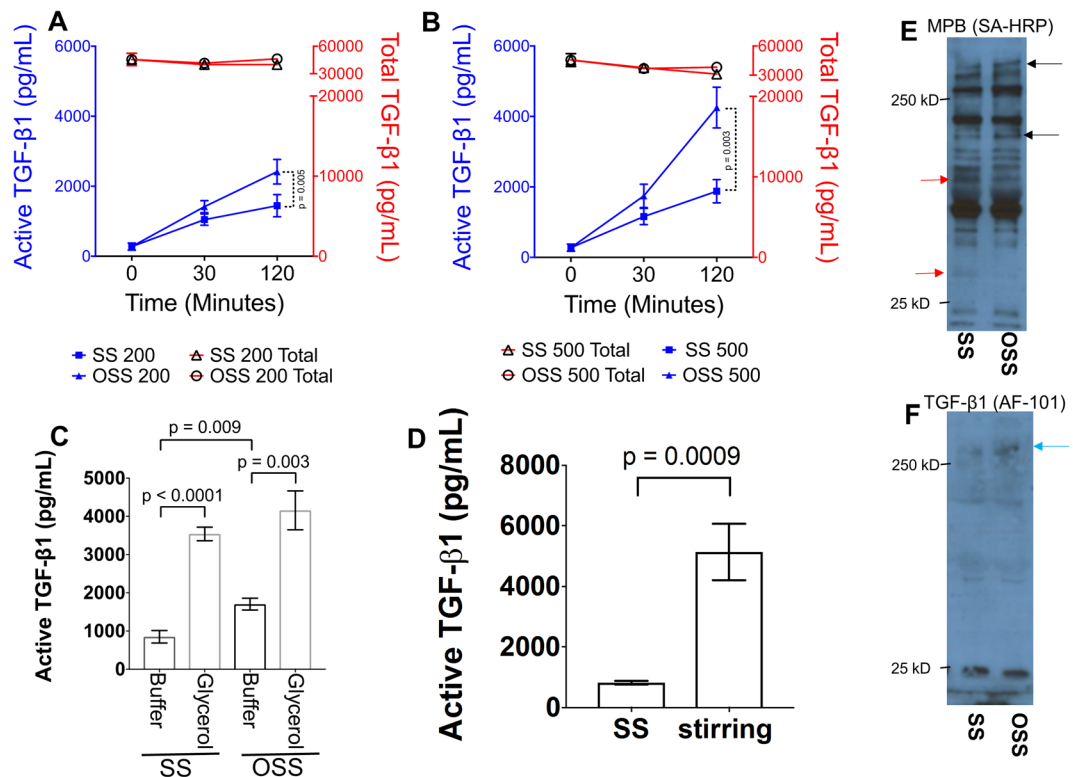 A
Active TGF-β1 (pg/mL)
6000
4000
2000
0
60000
30000
20000
10000
0
Total TGF-β1 (pg/mL)
p = 0.005
0 30 120
Time (Minutes)
SS 200 SS 200 Total
OSS 200 OSS 200 Total
B
Active TGF-β1 (pg/mL)
6000
4000
2000
0
60000
30000
20000
10000
0
Total TGF-β1 (pg/mL)
p = 0.003
0 30 120
Time (Minutes)
SS 500 Total SS 500
OSS 500 Total OSS 500
E
MPB (SA-HRP)
250 kD
25 kD
SS OSS
C
Active TGF-β1 (pg/mL)
5000
4000
3000
2000
1000
0
p = 0.009
p < 0.0001
p = 0.003
Buffer Glycerol Buffer Glycerol
SS OSS
D
Active TGF-β1 (pg/mL)
8000
6000
4000
2000
0
p = 0.0009
SS stirring
F
TGF-β1 (AF-101)
250 kD
25 kD
SS OSS